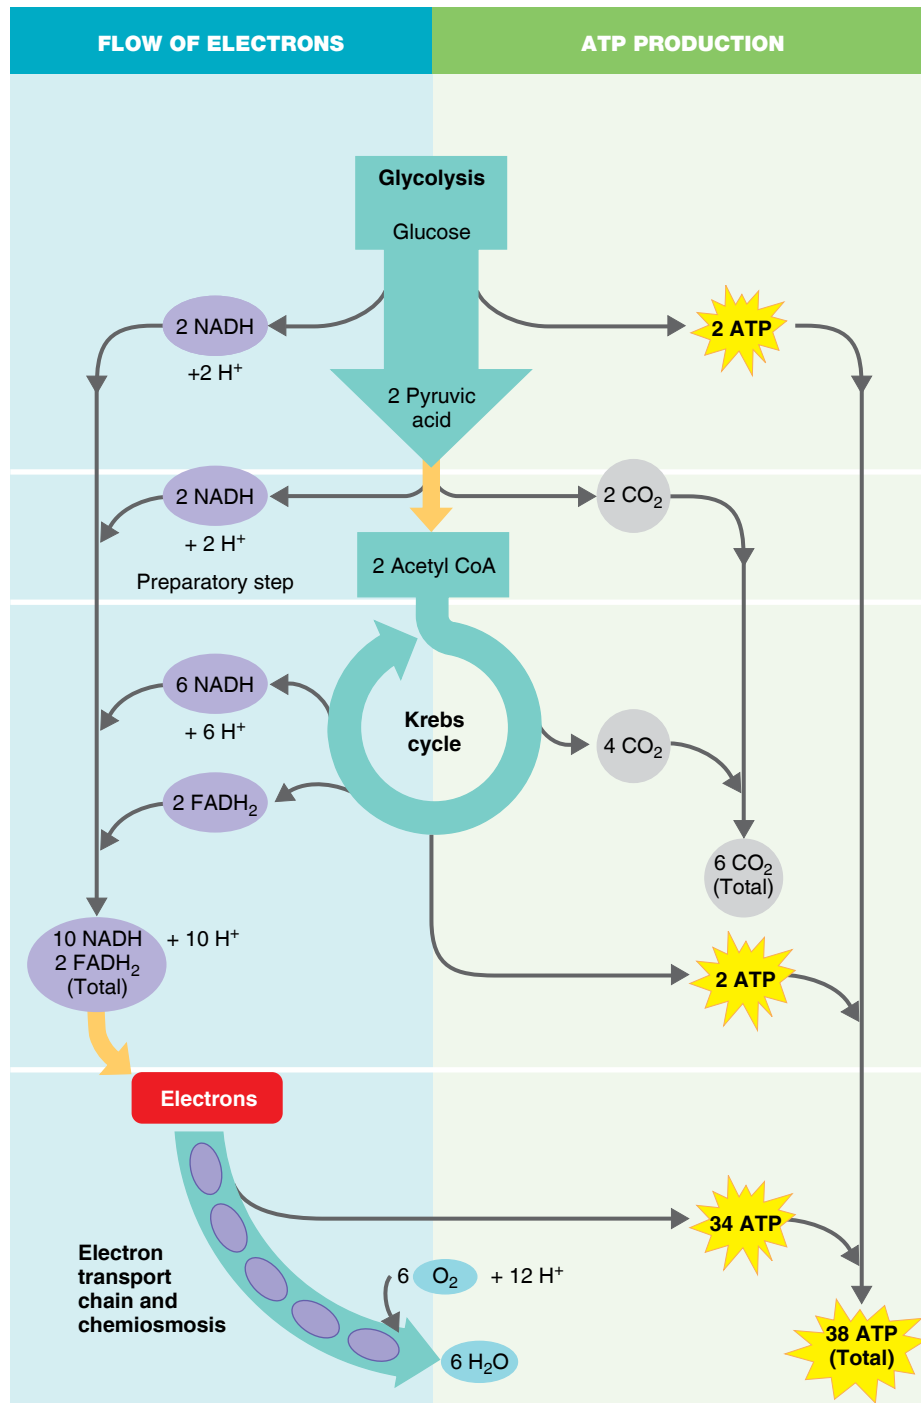 FLOW OF ELECTRONS
ATP PRODUCTION
Glycolysis
Glucose
2 NADH
+2 H⁺
2 ATP
2 Pyruvic
acid
2 NADH
+ 2 H⁺
2 CO₂
Preparatory step
2 Acetyl CoA
6 NADH
+ 6 H⁺
Krebs
cycle
4 CO₂
2 FADH₂
6 CO₂
(Total)
10 NADH
2 FADH₂
(Total)
+ 10 H⁺
2 ATP
Electrons
34 ATP
Electron
transport
chain and
chemiosmosis
6 O₂ + 12 H⁺
6 H₂O
38 ATP
(Total)